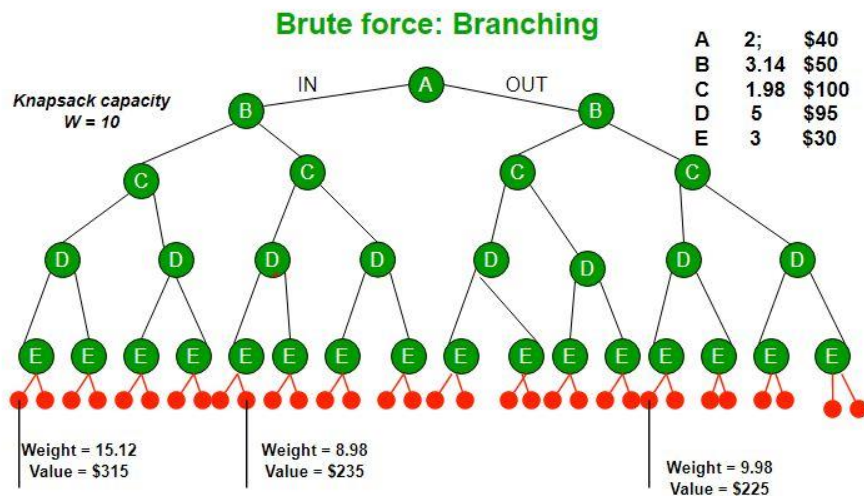 Brute force: Branching
A 2; $40
B 3.14 $50
C 1.98 $100
D 5 $95
E 3 $30
Knapsack capacity
W = 10
IN
OUT
A
B B
C C C C
D D D D D D D D
E E E E E E E E E E E E E E E E
Weight = 15.12
Value = $315
Weight = 8.98
Value = $235
Weight = 9.98
Value = $225